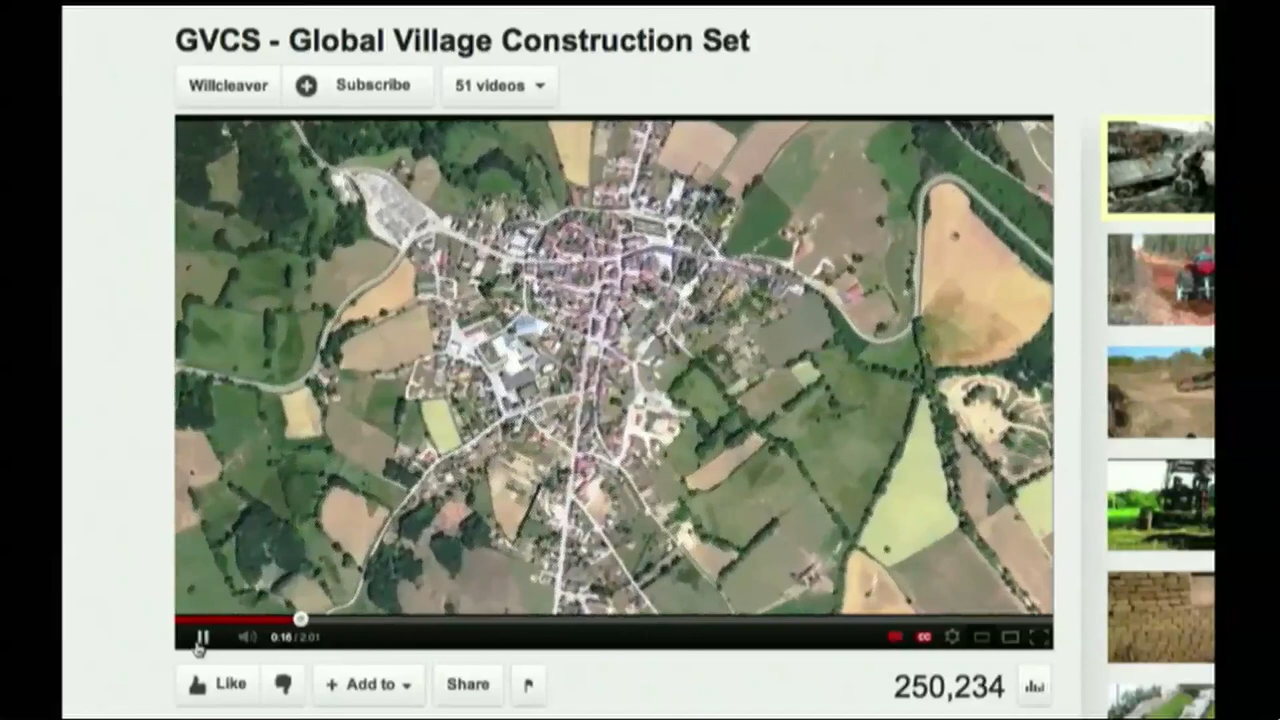 GVCS - Global Village Construction Set
Willcleaver Subscribe 51 videos
0:16 / 2:01 CC
Like Add to Share 250,234